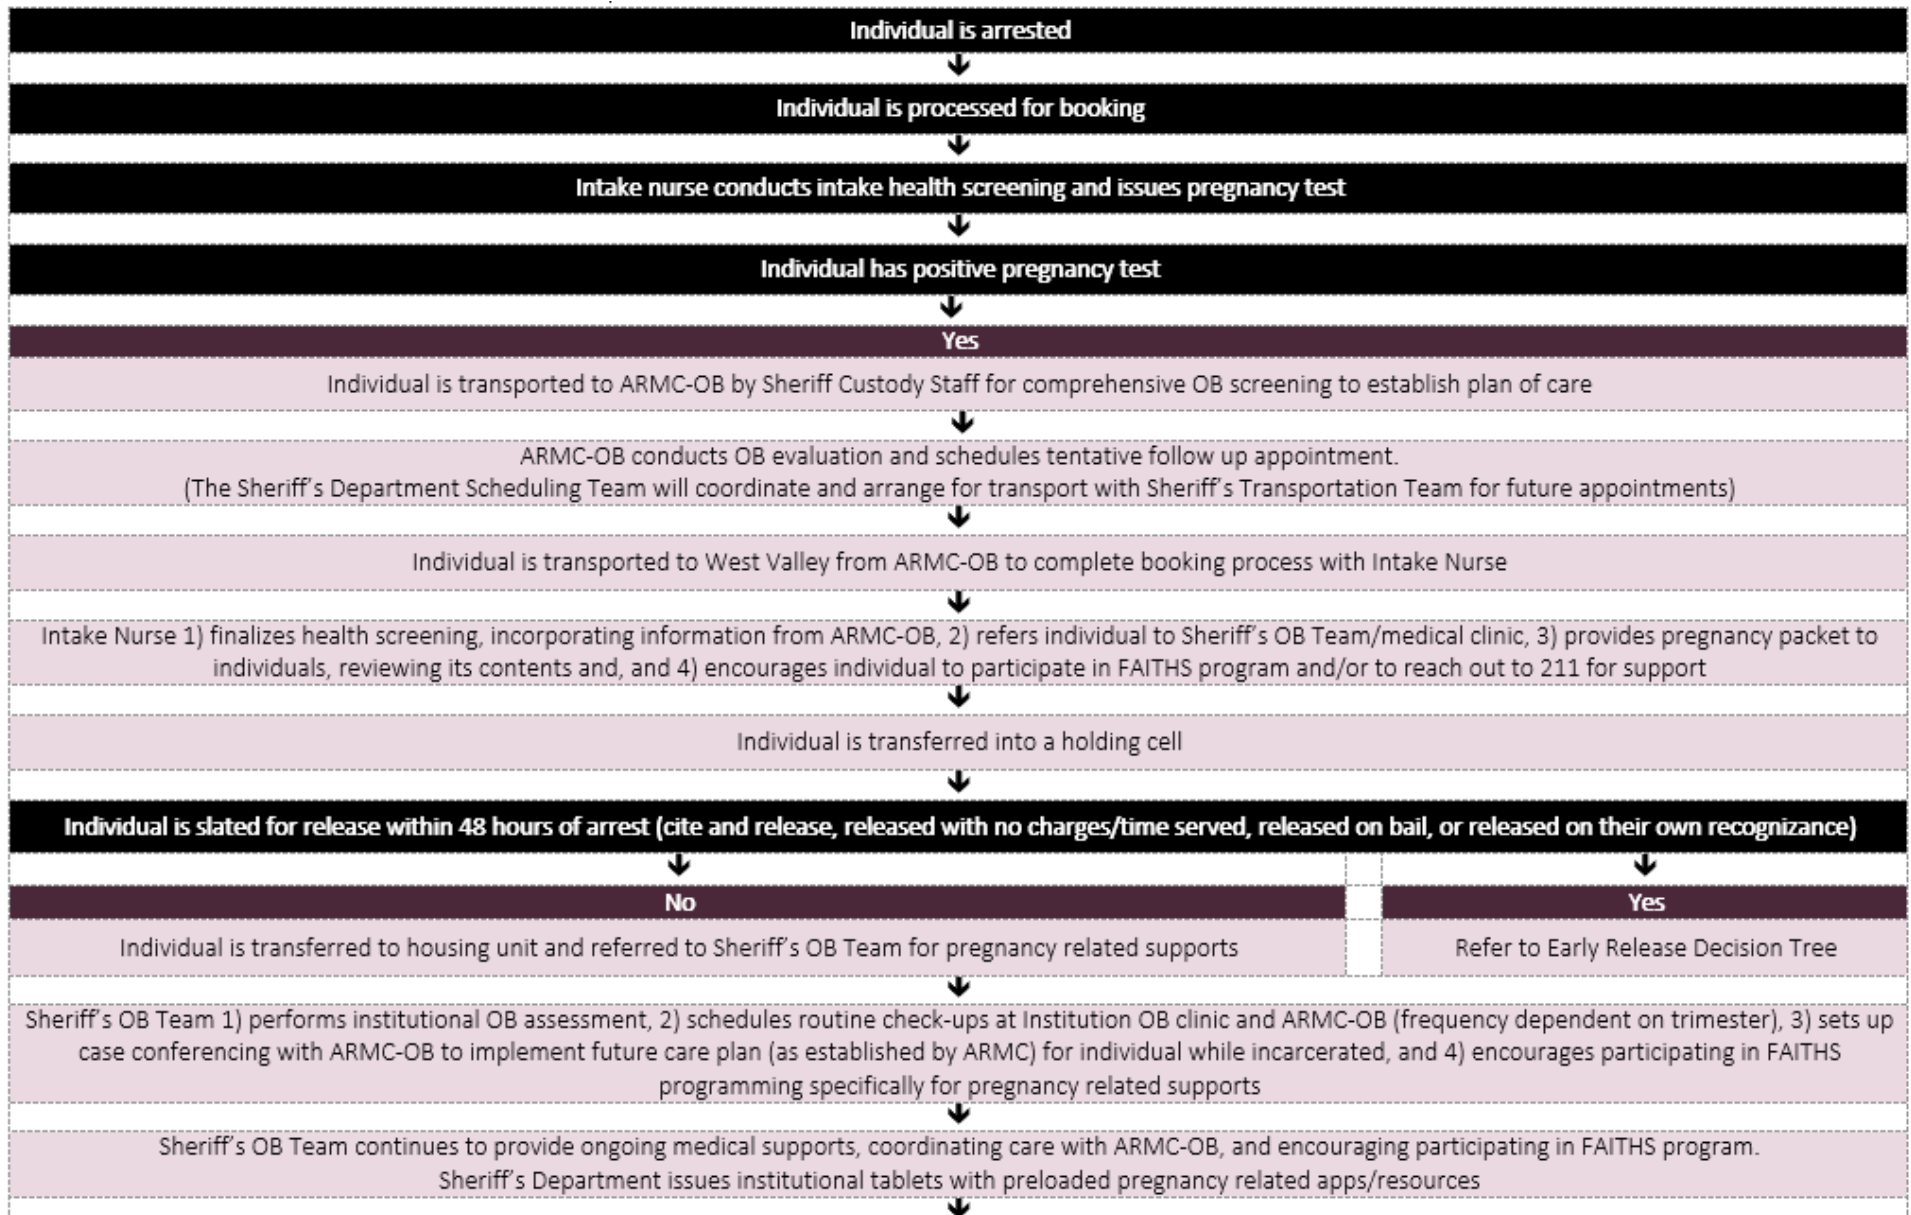 Individual is arrested
Individual is processed for booking
Intake nurse conducts intake health screening and issues pregnancy test
Individual has positive pregnancy test
Yes
Individual is transported to ARMC-OB by Sheriff Custody Staff for comprehensive OB screening to establish plan of care
ARMC-OB conducts OB evaluation and schedules tentative follow up appointment.
(The Sheriff's Department Scheduling Team will coordinate and arrange for transport with Sheriff's Transportation Team for future appointments)
Individual is transported to West Valley from ARMC-OB to complete booking process with Intake Nurse
Intake Nurse 1) finalizes health screening, incorporating information from ARMC-OB, 2) refers individual to Sheriff's OB Team/medical clinic, 3) provides pregnancy packet to
individuals, reviewing its contents and, and 4) encourages individual to participate in FAITHS program and/or to reach out to 211 for support
Individual is transferred into a holding cell
Individual is slated for release within 48 hours of arrest (cite and release, released with no charges/time served, released on bail, or released on their own recognizance)
No
Yes
Individual is transferred to housing unit and referred to Sheriff's OB Team for pregnancy related supports
Refer to Early Release Decision Tree
Sheriff's OB Team 1) performs institutional OB assessment, 2) schedules routine check-ups at Institution OB clinic and ARMC-OB (frequency dependent on trimester), 3) sets up
case conferencing with ARMC-OB to implement future care plan (as established by ARMC) for individual while incarcerated, and 4) encourages participating in FAITHS
programming specifically for pregnancy related supports
Sheriff's OB Team continues to provide ongoing medical supports, coordinating care with ARMC-OB, and encouraging participating in FAITHS program.
Sheriff's Department issues institutional tablets with preloaded pregnancy related apps/resources